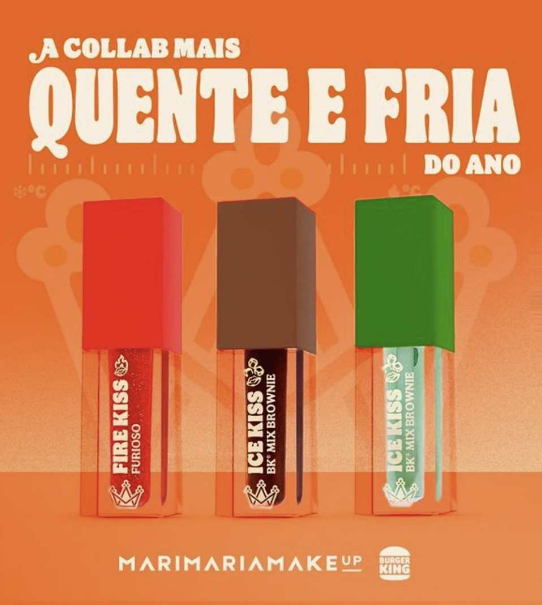 A COLLAB MAIS
QUENTE E FRIA
DO ANO
*°C
FIRE KISS
FURIOSO
ICE KISS
BK® MIX BROWNIE
ICE KISS
BK® MIX BROWNIE
MARIMARIAMAKEUP
BURGER
KING